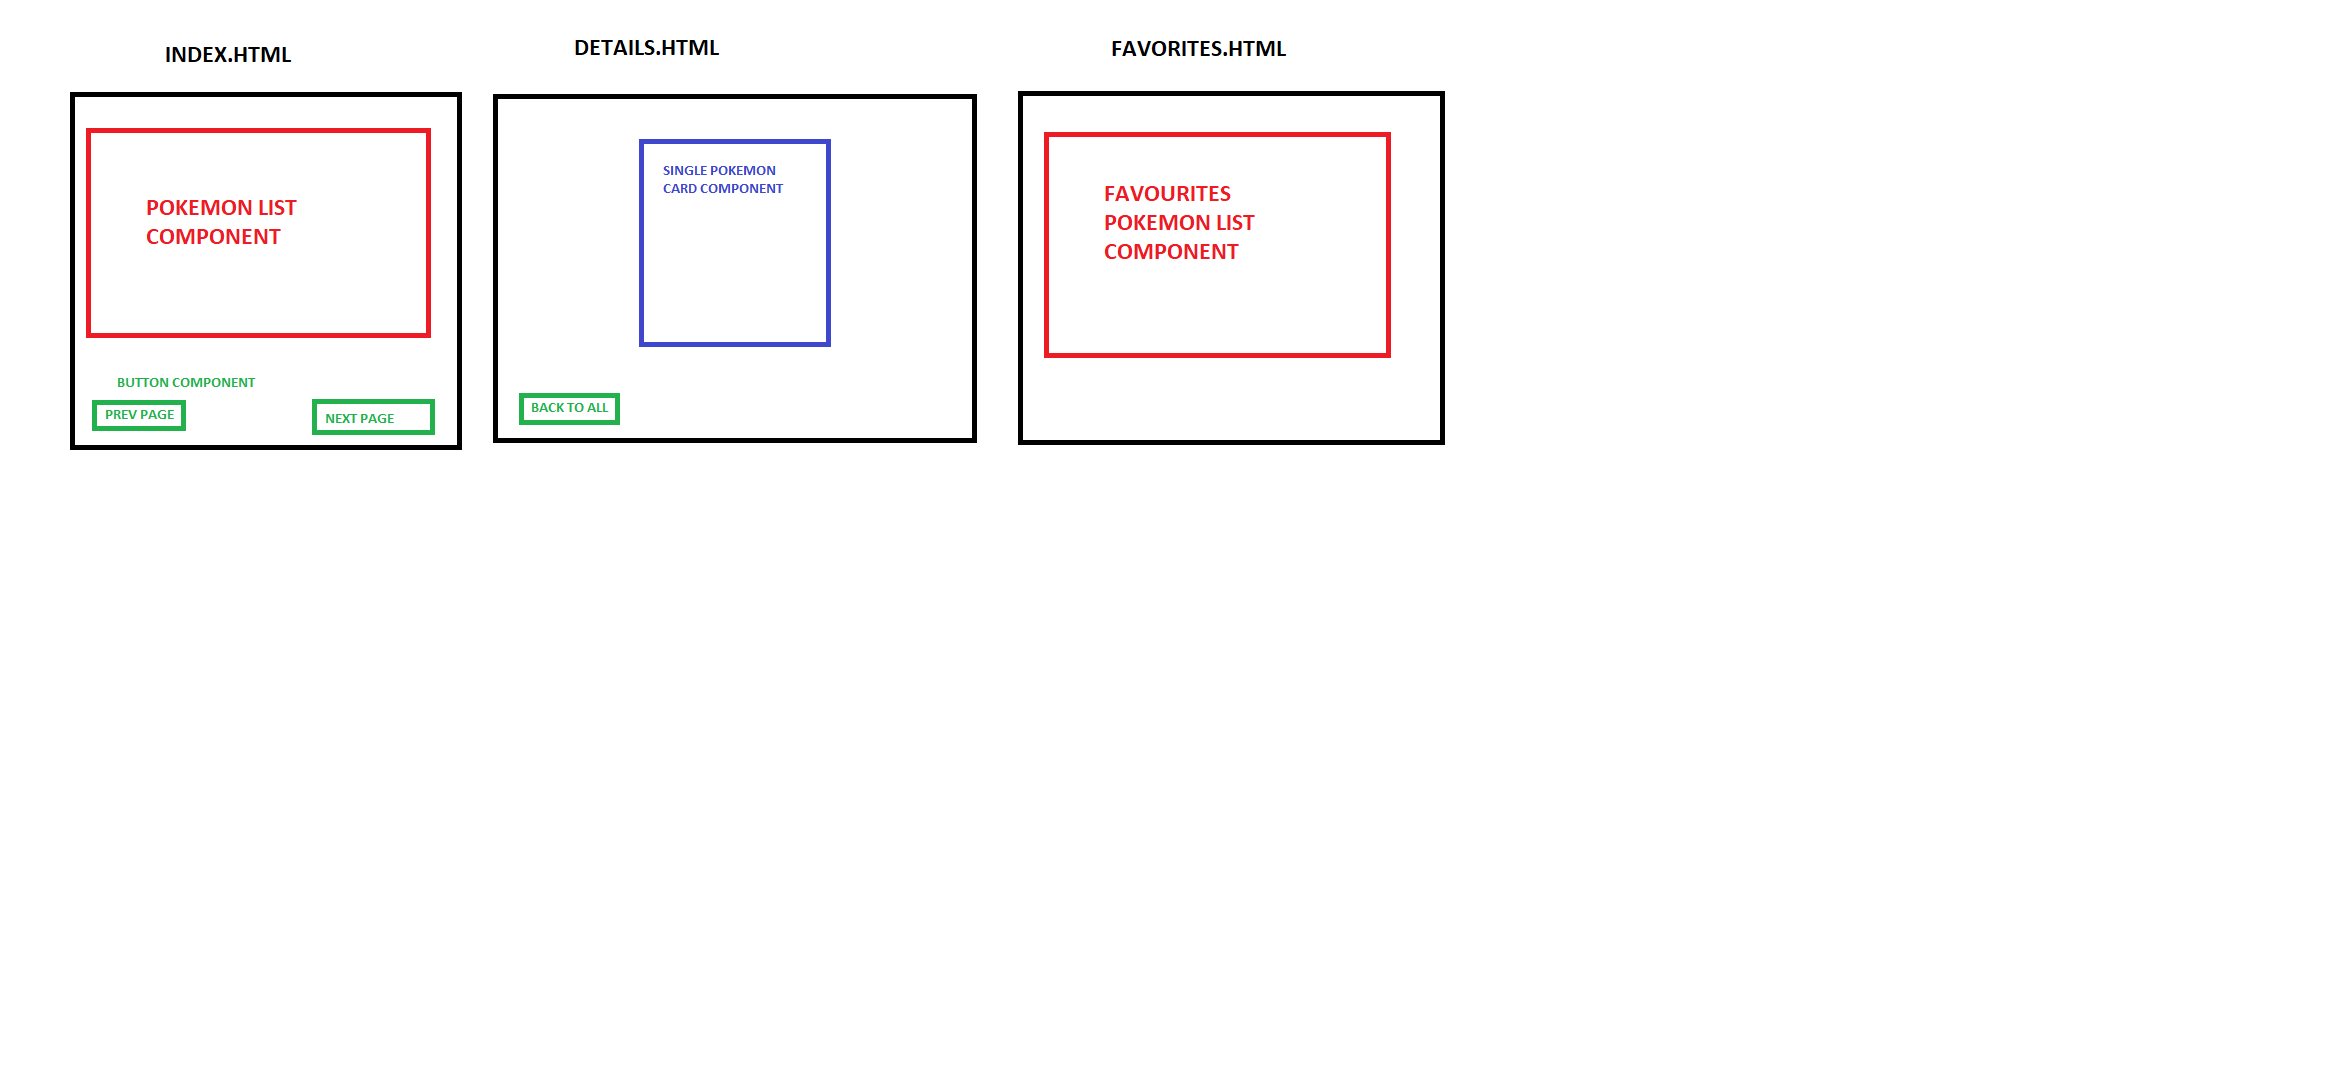 INDEX.HTML
POKEMON LIST
COMPONENT
BUTTON COMPONENT
PREV PAGE
NEXT PAGE
DETAILS.HTML
SINGLE POKEMON
CARD COMPONENT
BACK TO ALL
FAVORITES.HTML
FAVOURITES
POKEMON LIST
COMPONENT